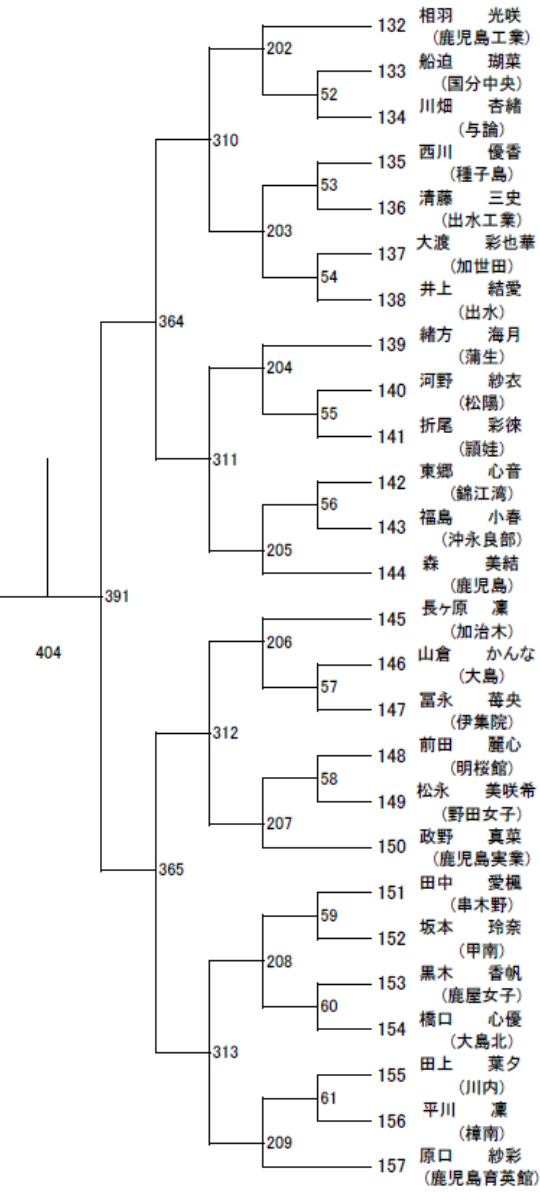 132 相羽 光咲
(鹿児島工業)
202
133 船迫 瑚菜
(国分中央)
52
134 川畑 杏緒
(与論)
310
135 西川 優香
(種子島)
53
136 清藤 三史
(出水工業)
203
137 大渡 彩也華
(加世田)
54
138 井上 結愛
(出水)
364
139 緒方 海月
(蒲生)
204
140 河野 紗衣
(松陽)
55
141 折尾 彩徠
(頴娃)
311
142 東郷 心音
(錦江湾)
56
143 福島 小春
(沖永良部)
205
144 森 美結
(鹿児島)
391
404
145 長ヶ原 凜
(加治木)
206
146 山倉 かんな
(大島)
57
147 冨永 苺央
(伊集院)
312
148 前田 麗心
(明桜館)
58
149 松永 美咲希
(野田女子)
207
150 政野 真菜
(鹿児島実業)
365
151 田中 愛楓
(串木野)
59
152 坂本 玲奈
(甲南)
208
153 黒木 香帆
(鹿屋女子)
60
154 橋口 心優
(大島北)
313
155 田上 葉夕
(川内)
61
156 平川 凜
(樟南)
209
157 原口 紗彩
(鹿児島育英館)